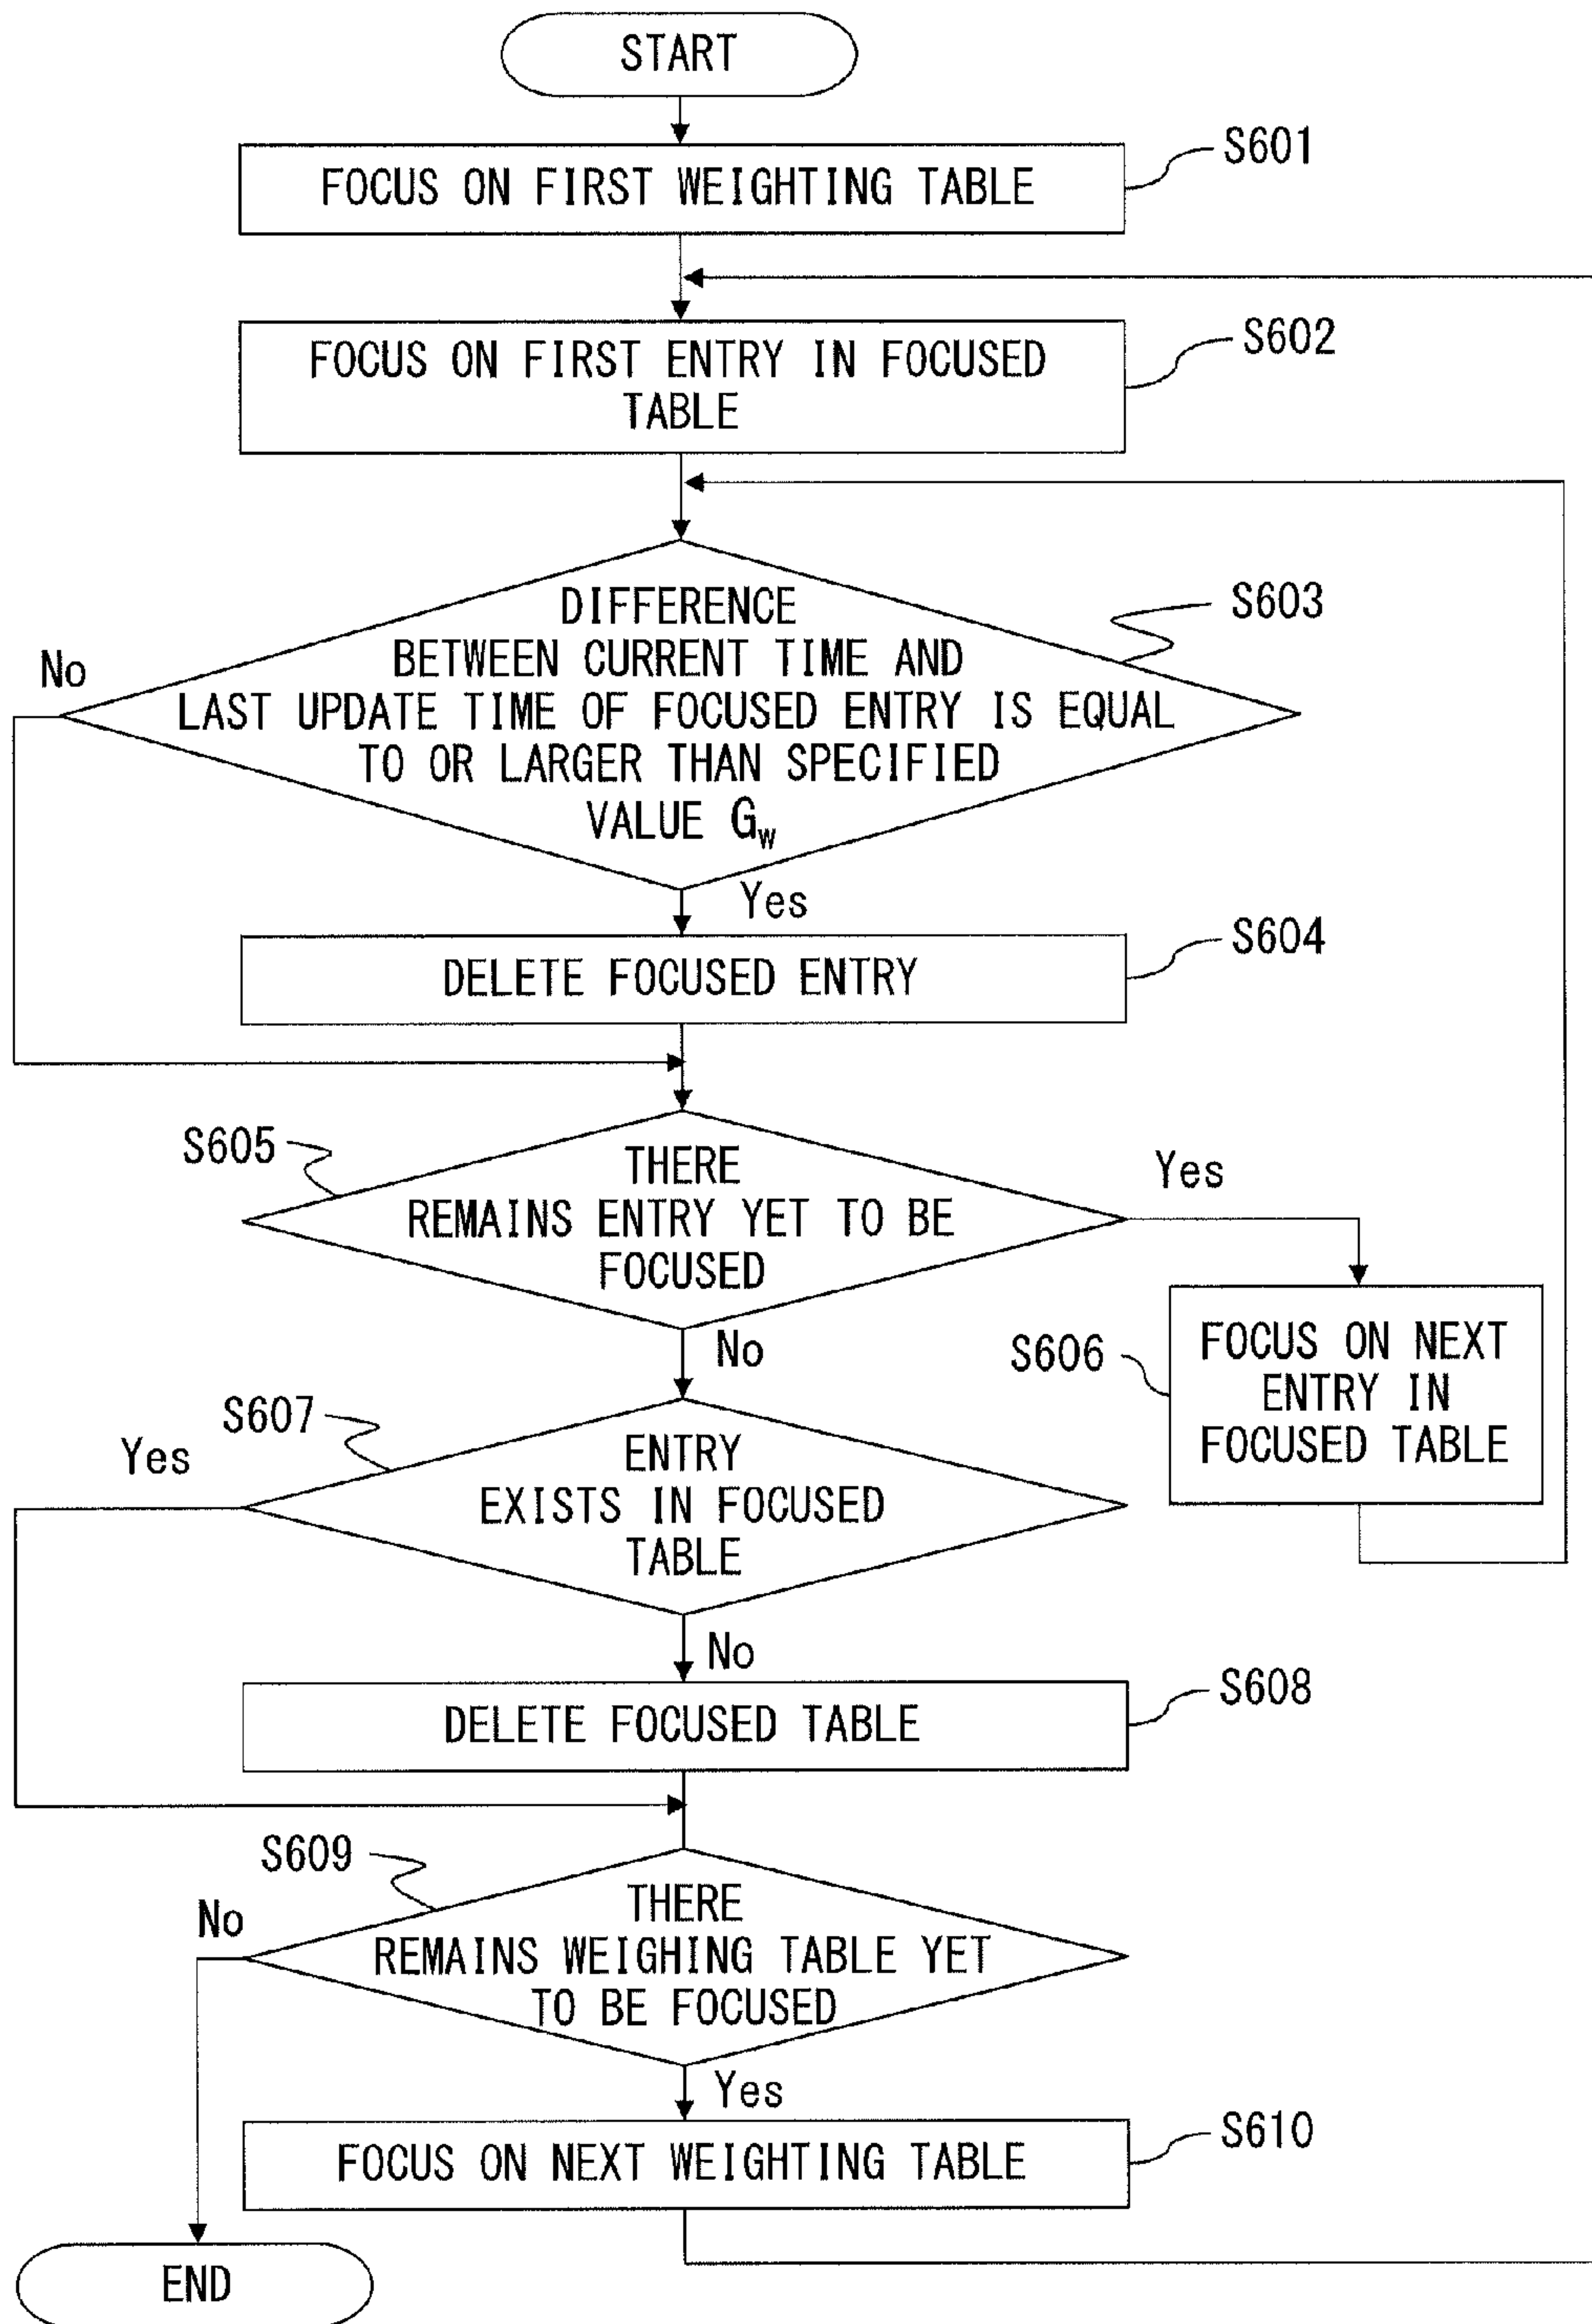 START
S601
FOCUS ON FIRST WEIGHTING TABLE
S602
FOCUS ON FIRST ENTRY IN FOCUSED
TABLE
S603
DIFFERENCE
BETWEEN CURRENT TIME AND
LAST UPDATE TIME OF FOCUSED ENTRY IS EQUAL
TO OR LARGER THAN SPECIFIED
VALUE Gw
No
Yes
S604
DELETE FOCUSED ENTRY
S605
THERE
REMAINS ENTRY YET TO BE
FOCUSED
Yes
No
S606
FOCUS ON NEXT
ENTRY IN
FOCUSED TABLE
S607
Yes
ENTRY
EXISTS IN FOCUSED
TABLE
No
S608
DELETE FOCUSED TABLE
S609
No
THERE
REMAINS WEIGHING TABLE YET
TO BE FOCUSED
Yes
S610
FOCUS ON NEXT WEIGHTING TABLE
END